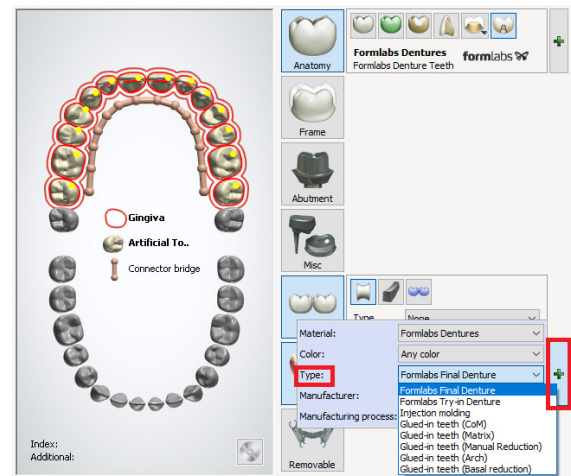 Anatomy
Formlabs Dentures
Formlabs Denture Teeth
formlabs
Frame
Abutment
Misc
Gingiva
Artificial To..
Connector bridge
Type
None
Material:
Formlabs Dentures
Color:
Any color
Type:
Formlabs Final Denture
Manufacturer:
Manufacturing process:
Formlabs Final Denture
Formlabs Try-in Denture
Injection molding
Glued-in teeth (CoM)
Glued-in teeth (Matrix)
Glued-in teeth (Manual Reduction)
Glued-in teeth (Arch)
Glued-in teeth (Basal reduction)
Removable
Index:
Additional: